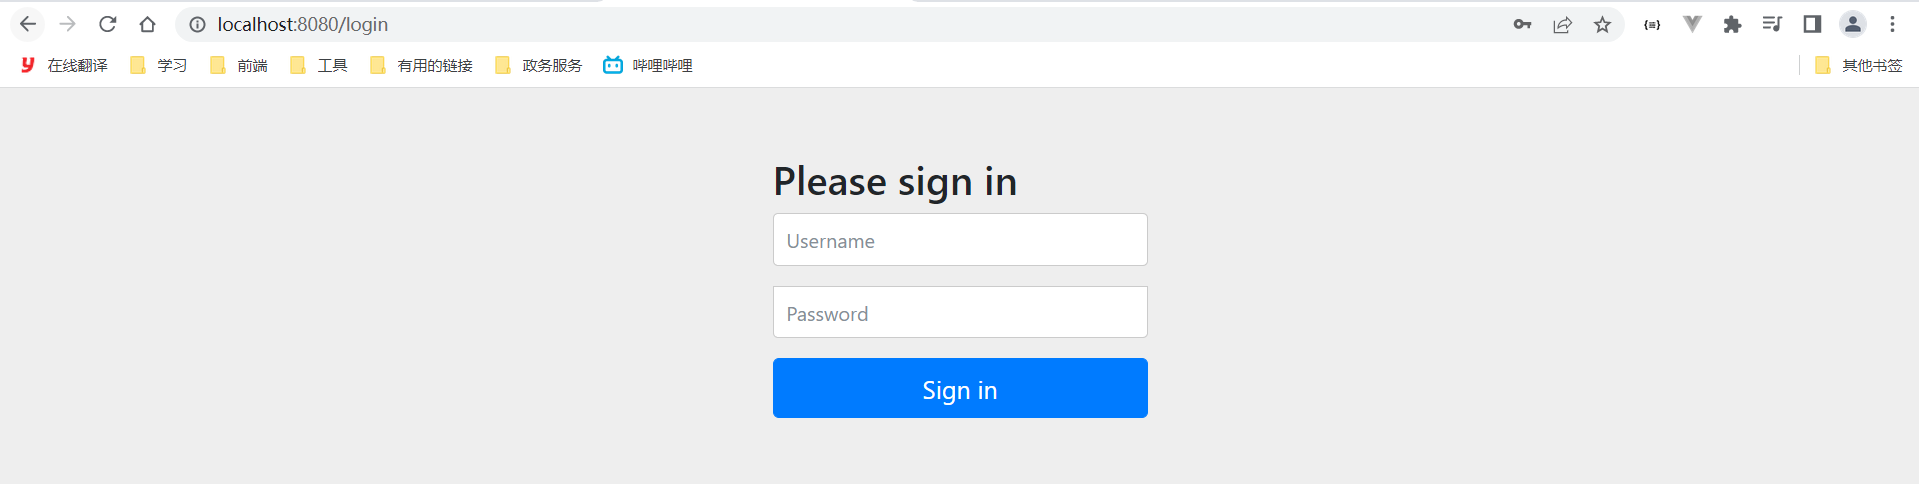 localhost:8080/login
在线翻译 学习 前端 工具 有用的链接 政务服务 哔哩哔哩 其他书签
Please sign in
Username
Password
Sign in